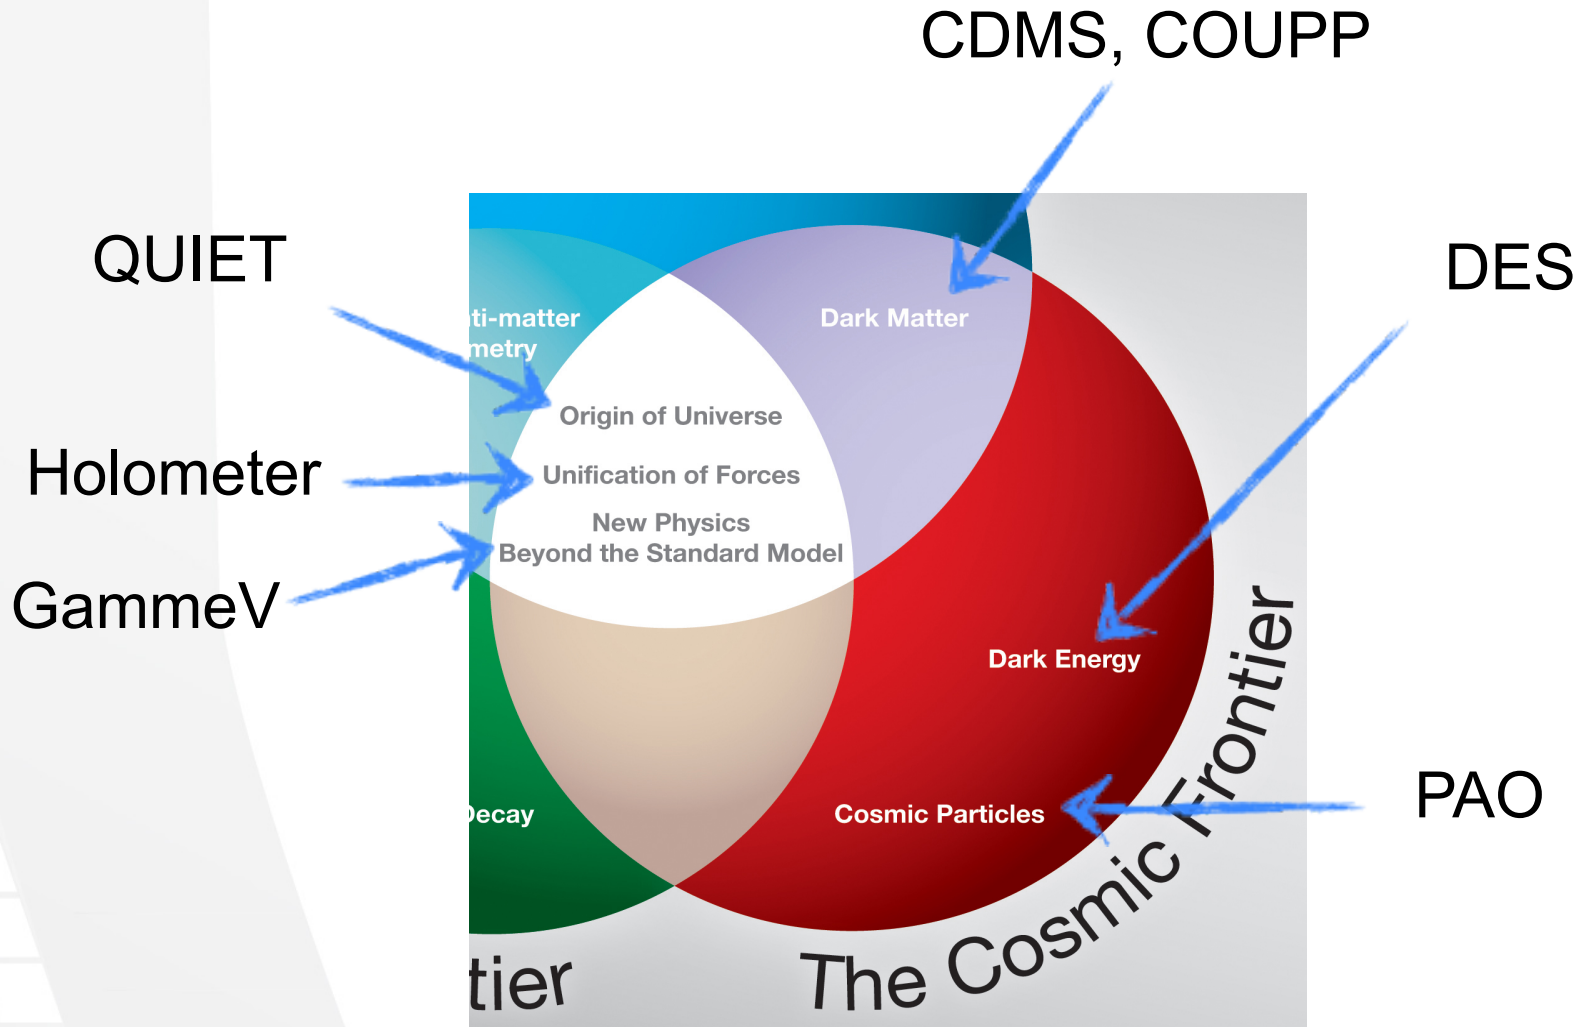 CDMS, COUPP
QUIET
DES
ti-matter
metry
Dark Matter
Origin of Universe
Holometer
Unification of Forces
New Physics
Beyond the Standard Model
GammeV
Dark Energy
PAO
Decay
Cosmic Particles
tier
The Cosmic Frontier